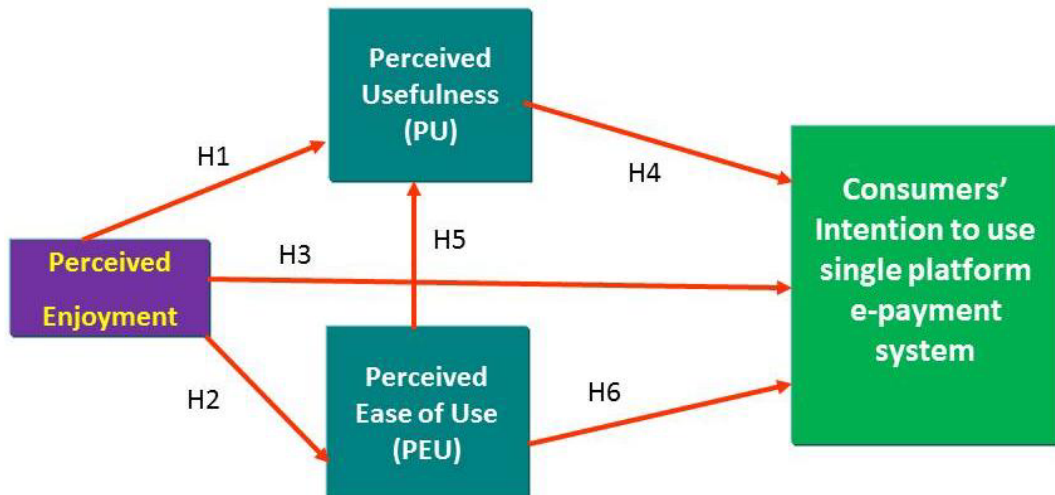 Perceived
Usefulness
(PU)
H1
H4
Consumers’
Intention to use
single platform
e-payment
system
H5
H3
Perceived
Enjoyment
H2
Perceived
Ease of Use
(PEU)
H6